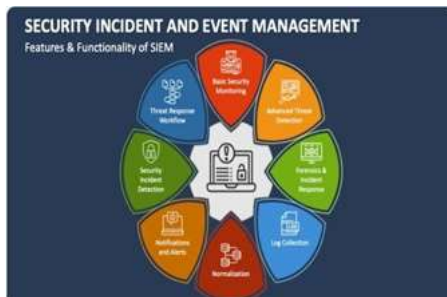 SECURITY INCIDENT AND EVENT MANAGEMENT
Features & Functionality of SIEM
Basic Security
Monitoring
Advanced Threat
Detection
Forensics &
Incident
Response
Log Collection
Normalization
Notifications
and Alerts
Security
Incident
Detection
Threat Response
Workflow